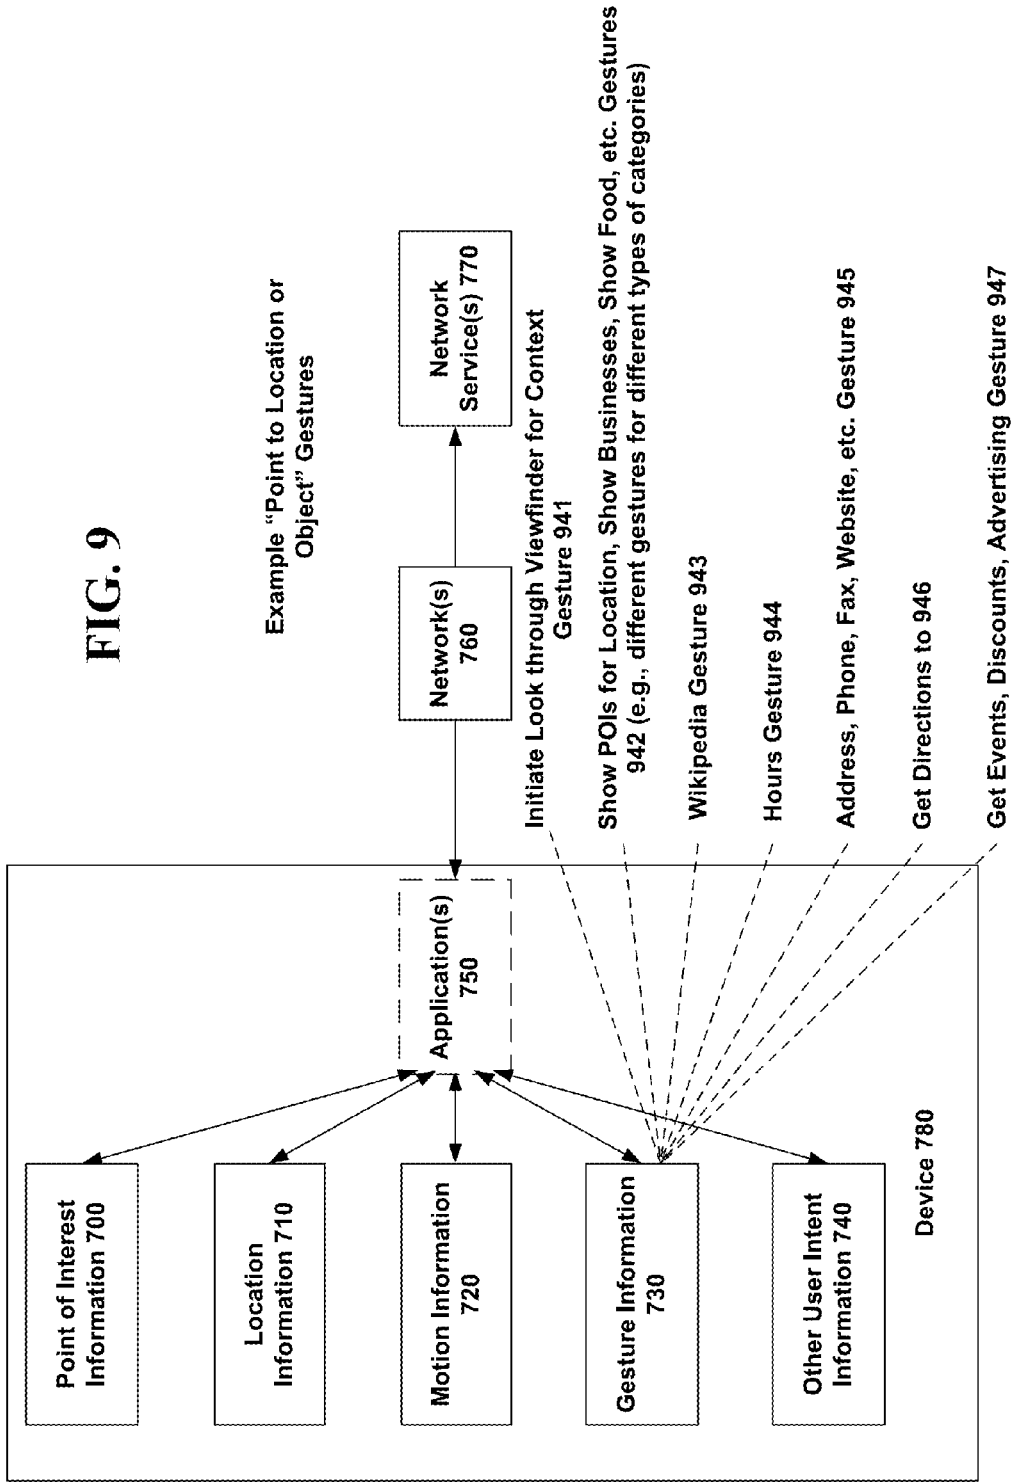 FIG. 9
Example “Point to Location or
Object” Gestures
Point of Interest
Information 700
Location
Information 710
Motion Information
720
Gesture Information
730
Other User Intent
Information 740
Device 780
Application(s)
750
Network(s)
760
Network
Service(s) 770
Initiate Look through Viewfinder for Context
Gesture 941
Show POIs for Location, Show Businesses, Show Food, etc. Gestures
942 (e.g., different gestures for different types of categories)
Wikipedia Gesture 943
Hours Gesture 944
Address, Phone, Fax, Website, etc. Gesture 945
Get Directions to 946
Get Events, Discounts, Advertising Gesture 947